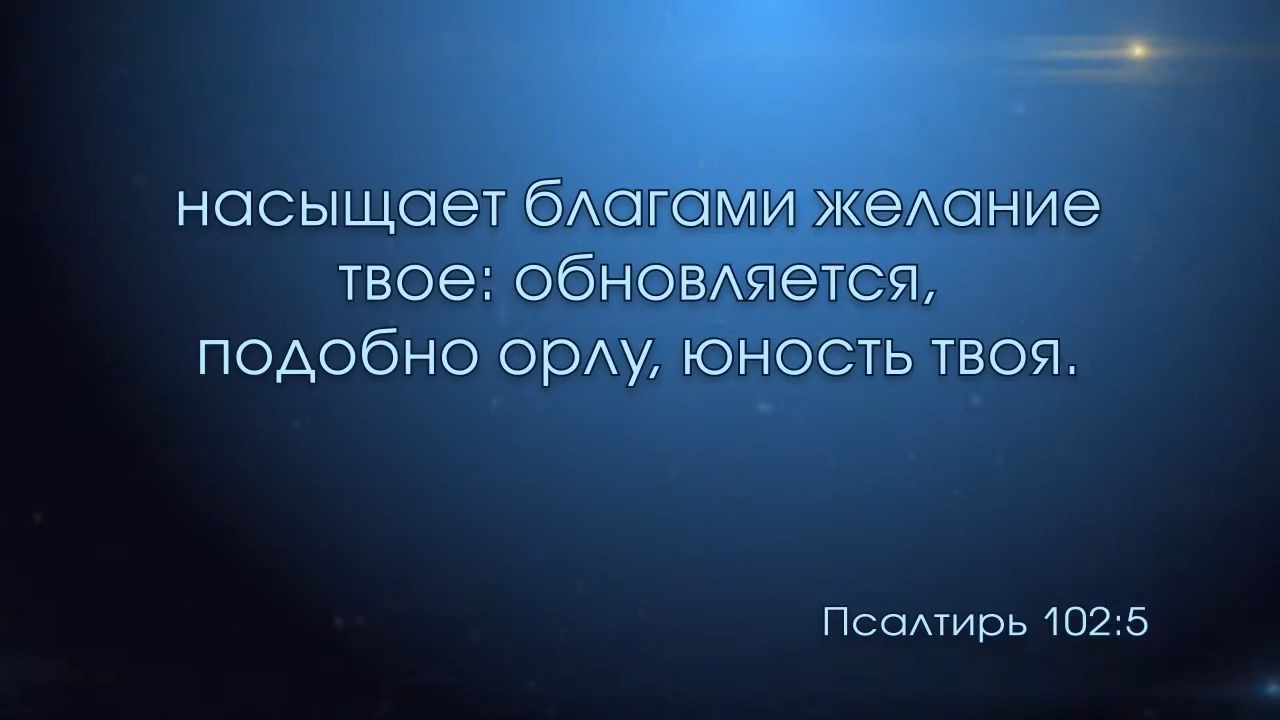 насыщает благами желание
твое: обновляется,
подобно орлу, юность твоя.
Псалтирь 102:5